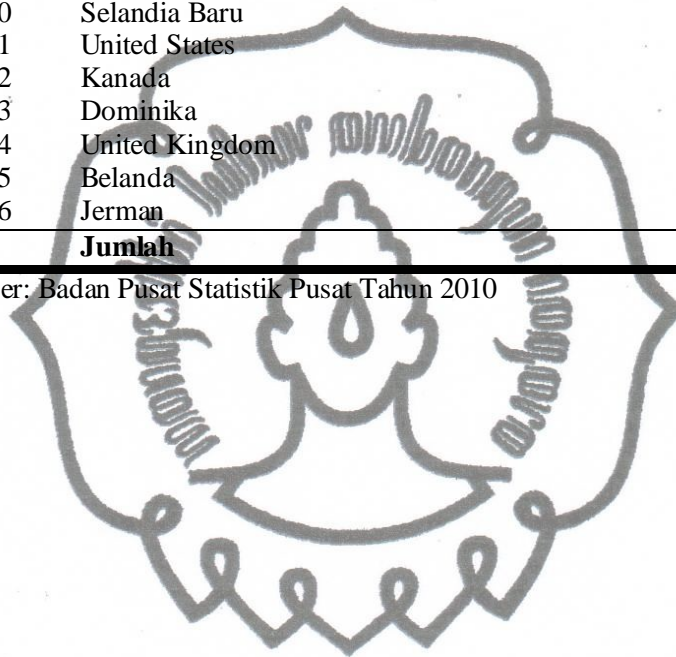 0 Selandia Baru
1 United States
2 Kanada
3 Dominika
4 United Kingdom
5 Belanda
6 Jerman
Jumlah
er: Badan Pusat Statistik Pusat Tahun 2010